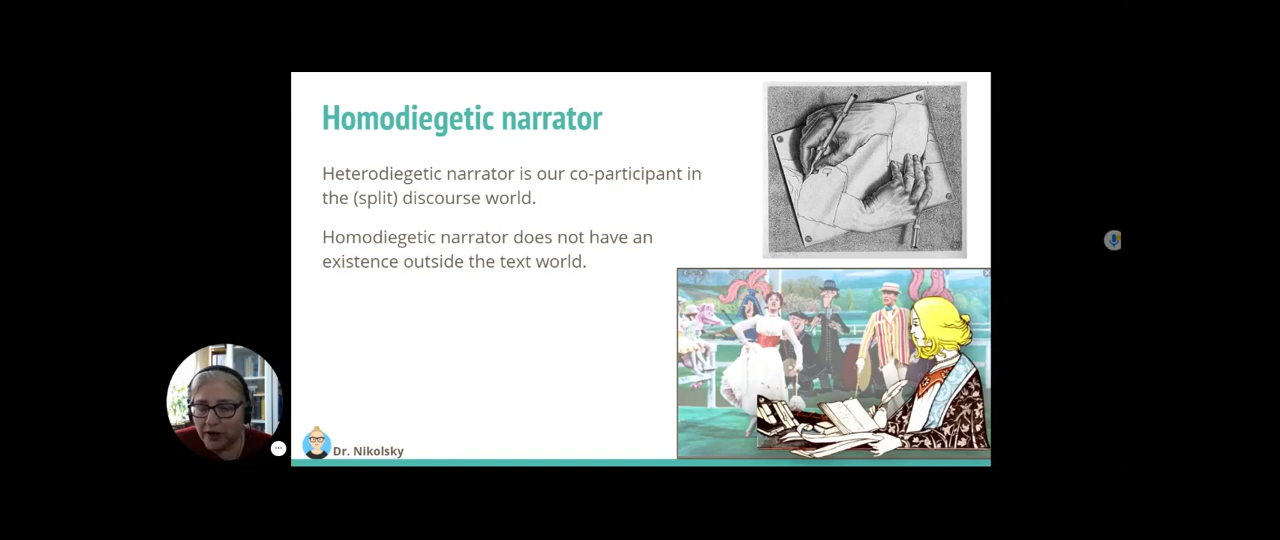 Homodiegetic narrator
Heterodiegetic narrator is our co-participant in
the (split) discourse world.
Homodiegetic narrator does not have an
existence outside the text world.
Dr. Nikolsky